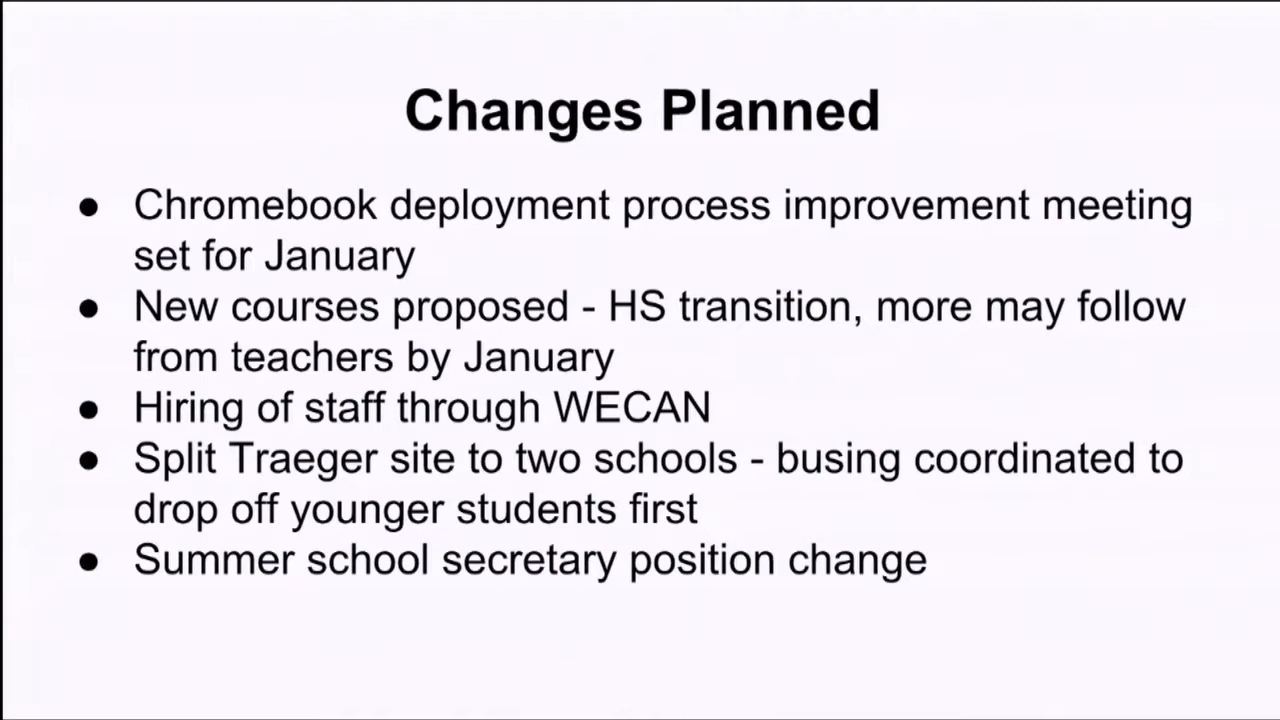 Changes Planned
● Chromebook deployment process improvement meeting
set for January
● New courses proposed - HS transition, more may follow
from teachers by January
● Hiring of staff through WECAN
● Split Traeger site to two schools - busing coordinated to
drop off younger students first
● Summer school secretary position change